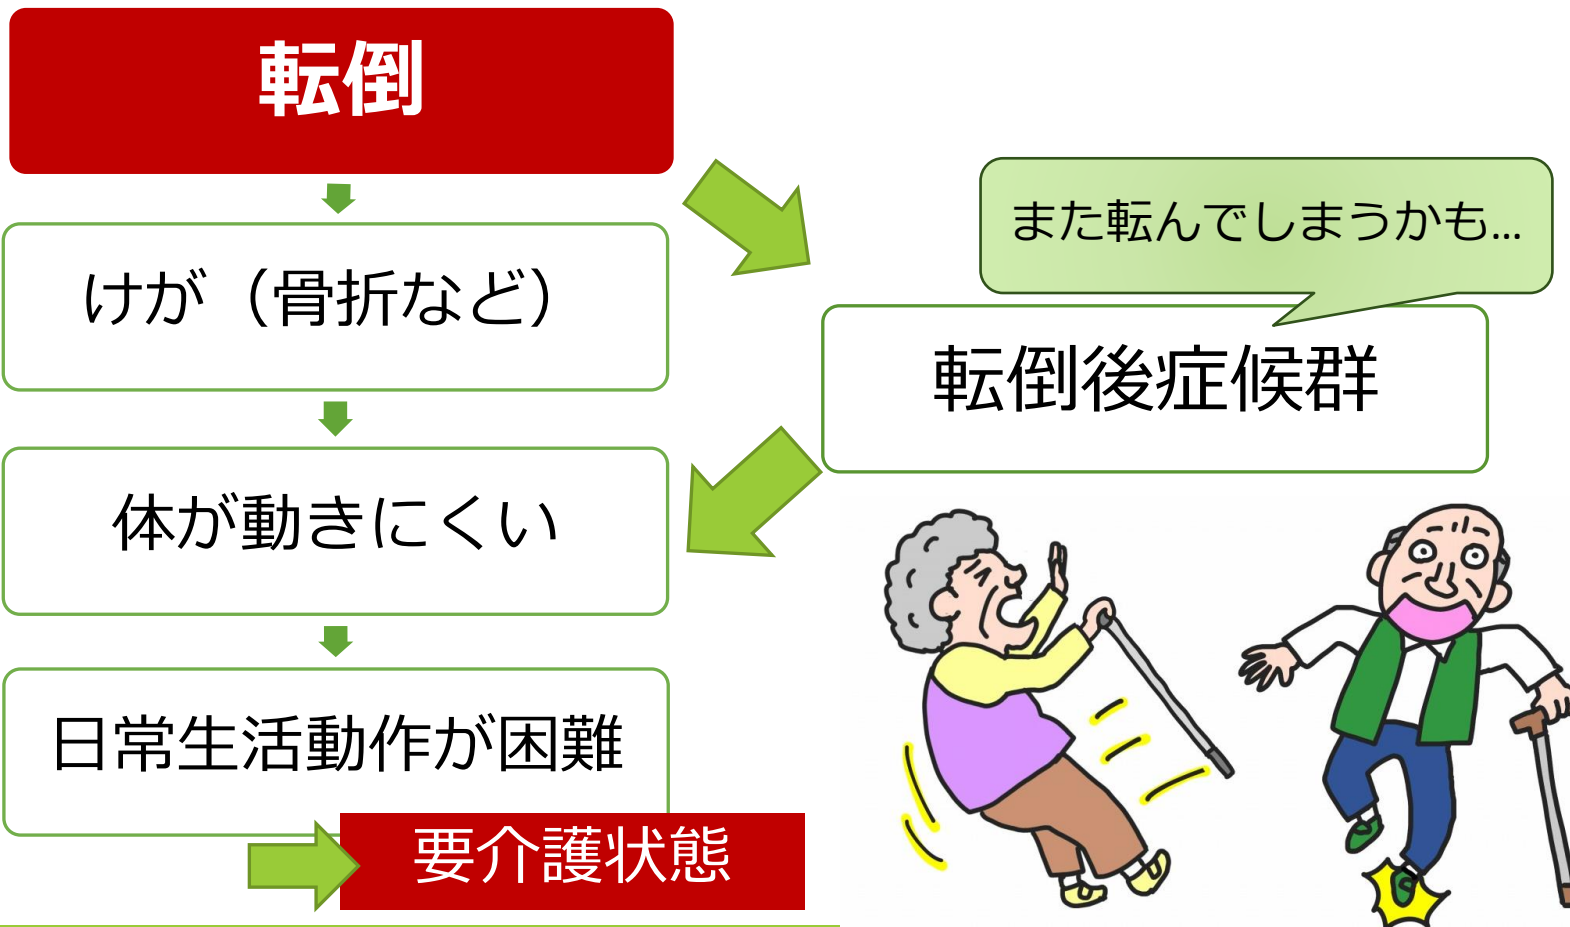 転倒
けが（骨折など）
体が動きにくい
日常生活動作が困難
要介護状態
また転んでしまうかも...
転倒後症候群